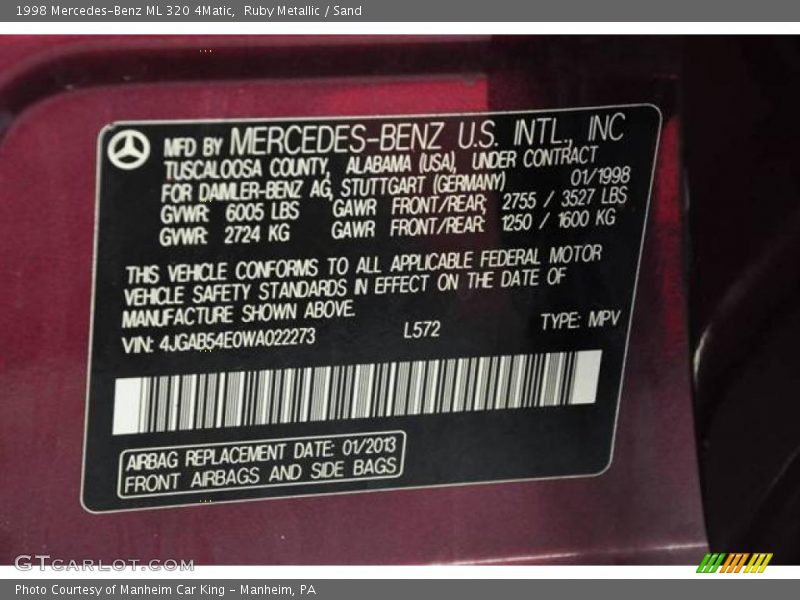 1998 Mercedes-Benz ML 320 4Matic,  Ruby Metallic / Sand
MFD BY MERCEDES-BENZ U.S. INTL., INC
TUSCALOOSA COUNTY, ALABAMA (USA), UNDER CONTRACT
FOR DAMLER-BENZ AG, STUTTGART (GERMANY) 01/1998
GVWR: 6005 LBS GAWR FRONT/REAR; 2755 / 3527 LBS
GVWR: 2724 KG GAWR FRONT/REAR: 1250 / 1600 KG
THIS VEHICLE CONFORMS TO ALL APPLICABLE FEDERAL MOTOR
VEHICLE SAFETY STANDARDS IN EFFECT ON THE DATE OF
MANUFACTURE SHOWN ABOVE.
VIN: 4JGAB54E0WA022273 L572 TYPE: MPV
AIRBAG REPLACEMENT DATE: 01/2013
FRONT AIRBAGS AND SIDE BAGS
GTCARLOT.COM
Photo Courtesy of Manheim Car King - Manheim, PA